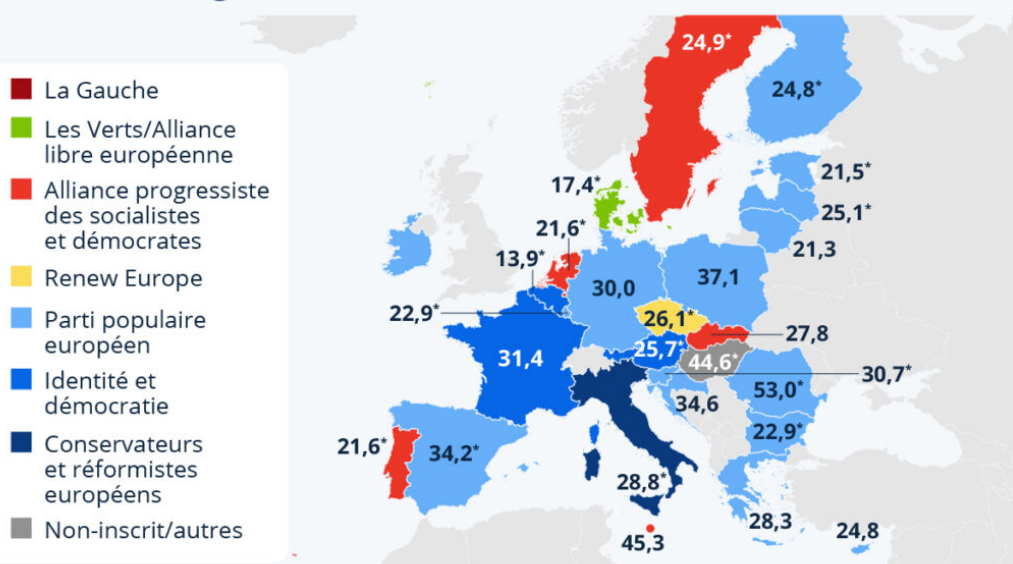 La Gauche
Les Verts/Alliance
libre européenne
Alliance progressiste
des socialistes
et démocrates
Renew Europe
Parti populaire
européen
Identité et
démocratie
Conservateurs
et réformistes
européens
Non-inscrit/autres
24,9*
24,8*
17,4*
21,5*
21,6*
25,1*
13,9*
21,3
30,0
37,1
22,9*
26,1*
27,8
31,4
25,7*
44,6*
30,7*
53,0*
34,6
22,9*
21,6*
34,2*
28,8*
28,3
24,8
45,3